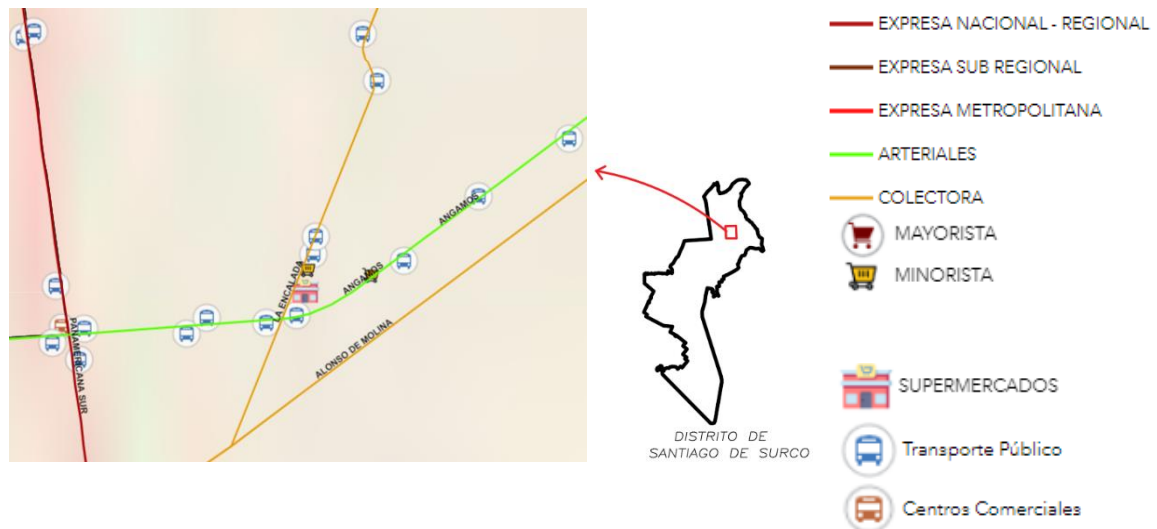 EXPRESA NACIONAL - REGIONAL
EXPRESA SUB REGIONAL
EXPRESA METROPOLITANA
ARTERIALES
COLECTORA
MAYORISTA
MINORISTA
SUPERMERCADOS
Transporte Público
Centros Comerciales
ANGAMOS
ANGAMOS
LA ENCALADA
ALONSO DE MOLINA
PANAMERICANA SUR
DISTRITO DE
SANTIAGO DE SURCO